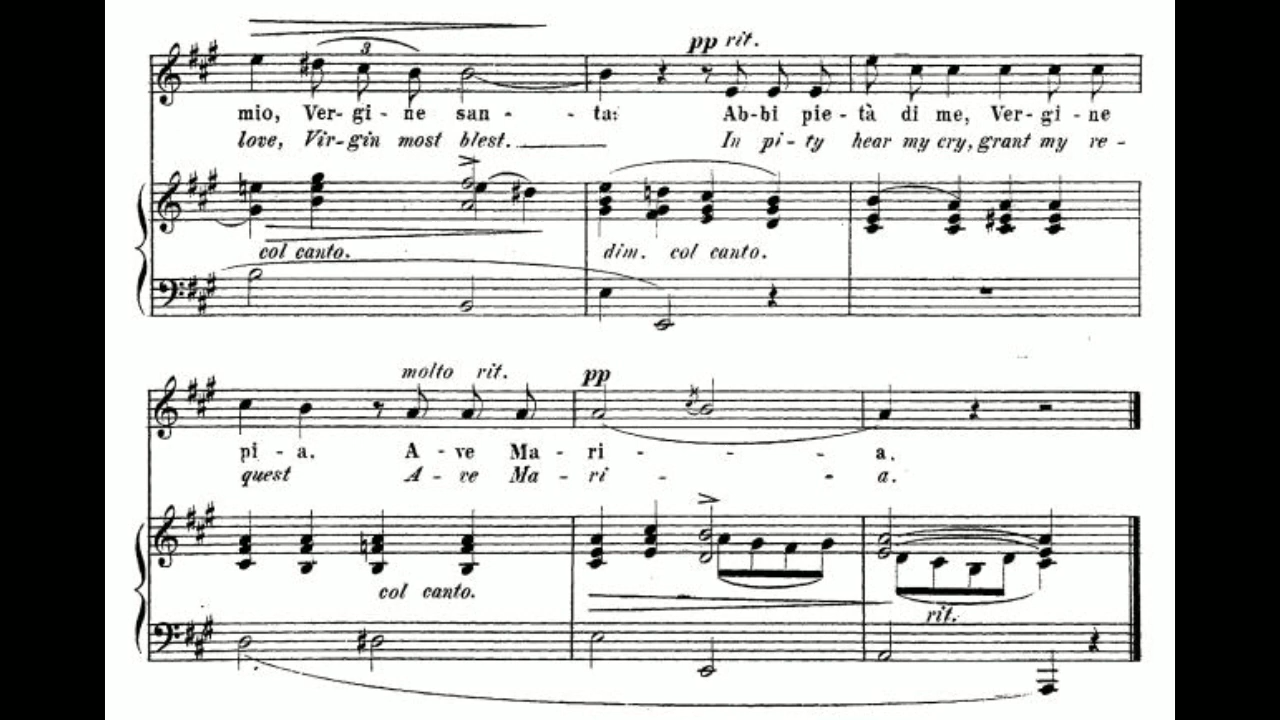 3
pp rit.
mio, Ver- gi - ne san - - ta: Ab-bi pie - tà di me, Ver - gi - ne
love, Vir-gin most blest. In pi - ty hear my cry, grant my re -
col canto. dim. col canto.
molto rit. pp
pi - a. A - ve Ma - ri - - - a.
quest A - ve Ma - ri - - a.
col canto.
rit.